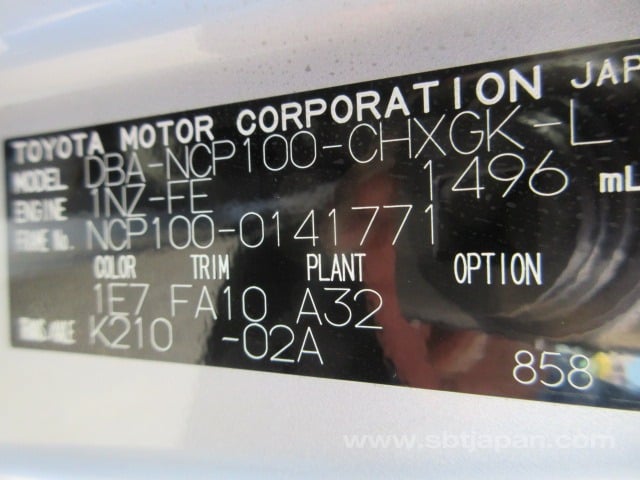 TOYOTA MOTOR CORPORATION JAPA
MODEL DBA-NCP100-CHXGK-L
ENGINE 1NZ-FE 1496 mL
FRAME No. NCP100-0141771
COLOR TRIM PLANT OPTION
1E7 FA10 A32
TRANS/AXLE K210 -02A
858
www.sbtjapan.com